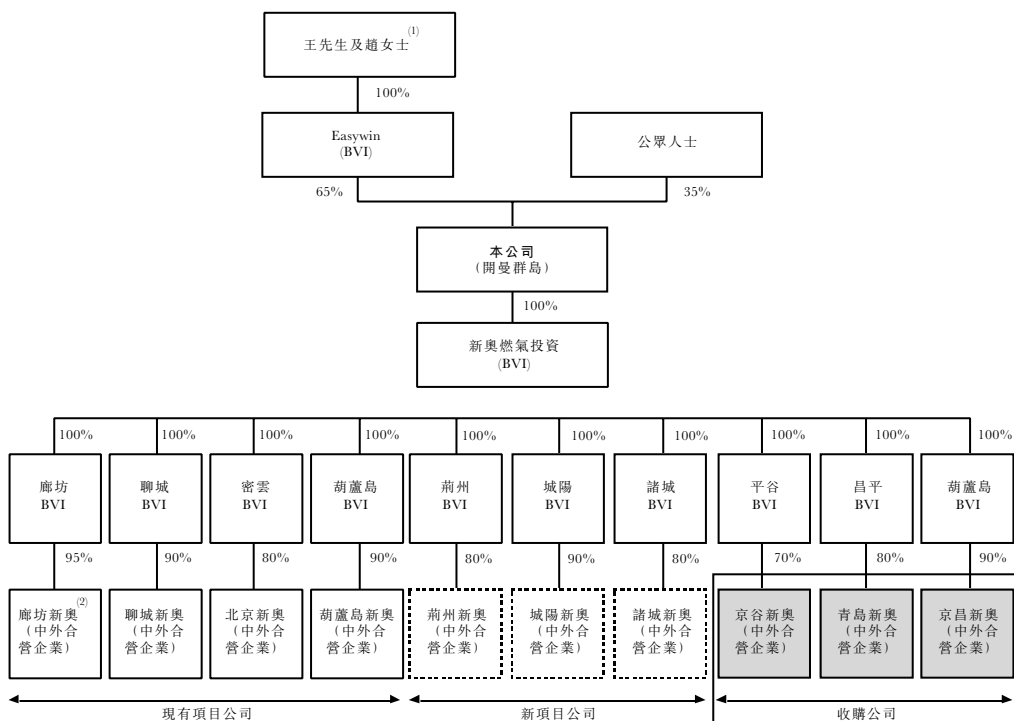 王先生及趙女士(1)
100%
Easywin
(BVI)
公眾人士
65%
35%
本公司
(開曼群島)
100%
新奧燃氣投資
(BVI)
100% 100% 100% 100% 100% 100% 100% 100% 100% 100%
廊坊 聊城 密雲 葫蘆島 荊州 城陽 諸城 平谷 昌平 葫蘆島
BVI BVI BVI BVI BVI BVI BVI BVI BVI BVI
95% 90% 80% 90% 80% 90% 80% 70% 80% 90%
廊坊新奧(2) 聊城新奧 北京新奧 葫蘆島新奧 荊州新奧 城陽新奧 諸城新奧 京谷新奧 青島新奧 京昌新奧
(中外合 (中外合 (中外合 (中外合 (中外合 (中外合 (中外合 (中外合 (中外合 (中外合
營企業) 營企業) 營企業) 營企業) 營企業) 營企業) 營企業) 營企業) 營企業) 營企業)
現有項目公司 新項目公司 收購公司